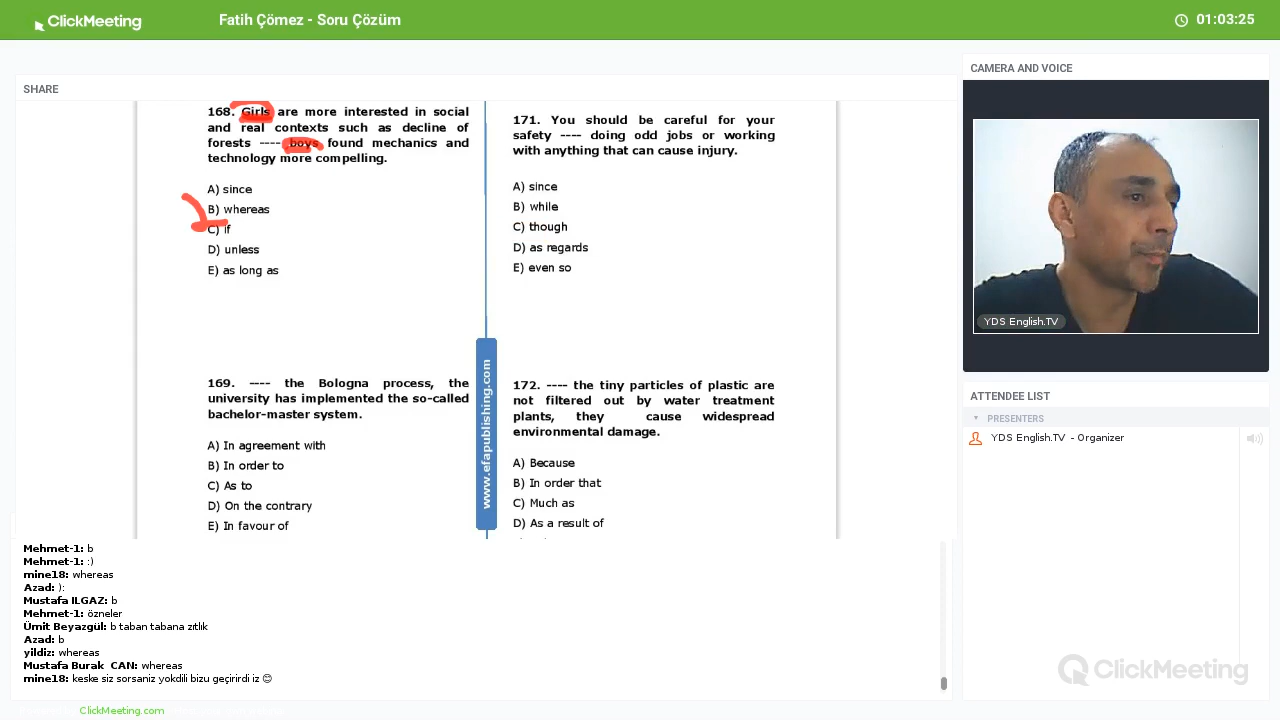 ClickMeeting
Fatih Çömez - Soru Çözüm
01:03:25
SHARE
168. Girls are more interested in social
and real contexts such as decline of
forests ---- boys found mechanics and
technology more compelling.
A) since
B) whereas
C) if
D) unless
E) as long as
169. ---- the Bologna process, the
university has implemented the so-called
bachelor-master system.
A) In agreement with
B) In order to
C) As to
D) On the contrary
E) In favour of
www.efapublishing.com
171. You should be careful for your
safety ---- doing odd jobs or working
with anything that can cause injury.
A) since
B) while
C) though
D) as regards
E) even so
172. ---- the tiny particles of plastic are
not filtered out by water treatment
plants, they cause widespread
environmental damage.
A) Because
B) In order that
C) Much as
D) As a result of
CAMERA AND VOICE
YDS English.TV
ATTENDEE LIST
PRESENTERS
YDS English.TV - Organizer
Mehmet-1: b
Mehmet-1: :)
mine18: whereas
Azad: ):
Mustafa ILGAZ: b
Mehmet-1: özneler
Ümit Beyazgül: b taban tabana zıtlık
Azad: b
yildiz: whereas
Mustafa Burak CAN: whereas
mine18: keske siz sorsaniz yokdili bizu geçirirdi iz 😊
ClickMeeting
ClickMeeting.com